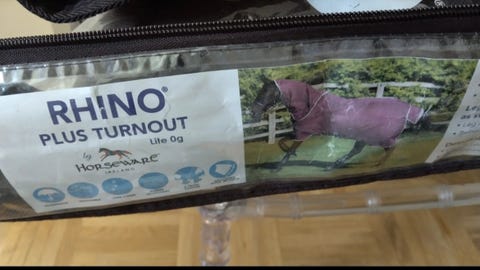 RHINO®
PLUS TURNOUT
Lite 0g
by
HORSEWARE
IRELAND